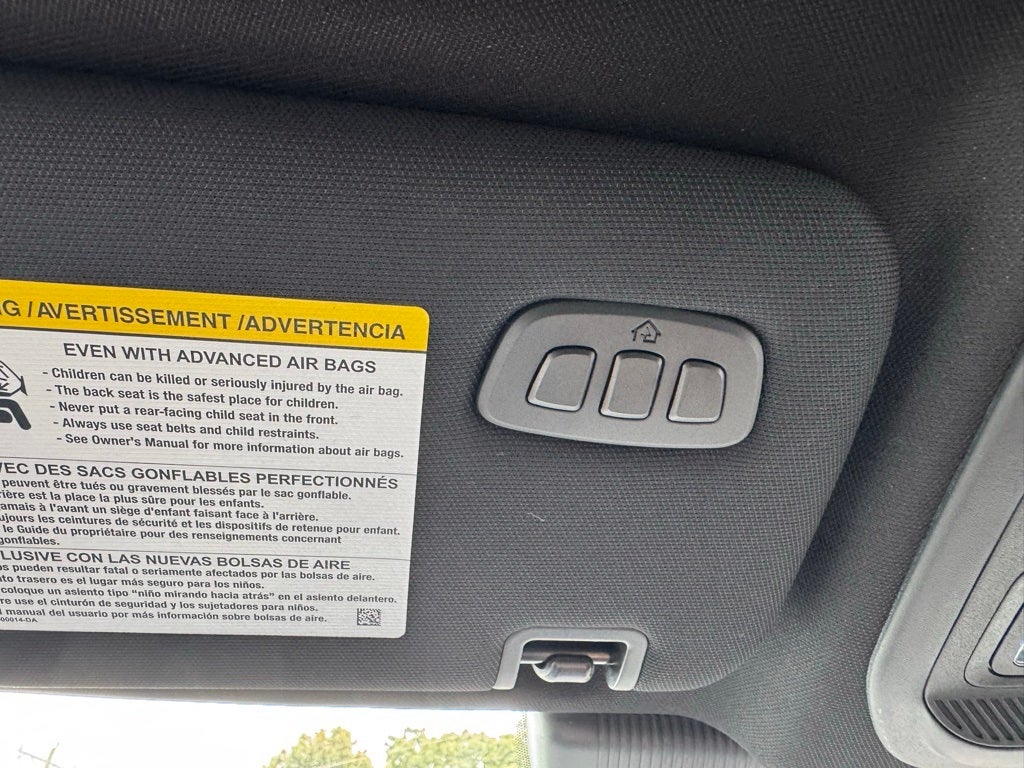 G / AVERTISSEMENT / ADVERTENCIA
EVEN WITH ADVANCED AIR BAGS
- Children can be killed or seriously injured by the air bag.
- The back seat is the safest place for children.
- Never put a rear-facing child seat in the front.
- Always use seat belts and child restraints.
- See Owner's Manual for more information about air bags.
VEC DES SACS GONFLABLES PERFECTIONNÉS
peuvent être tués ou gravement blessés par le sac gonflable.
rière est la place la plus sûre pour les enfants.
amais à l'avant un siège d'enfant faisant face à l'arrière.
ujours les ceintures de sécurité et les dispositifs de retenue pour enfant.
le Guide du propriétaire pour des renseignements concernant
gonflables.
LUSIVE CON LAS NUEVAS BOLSAS DE AIRE
os pueden resultar fatal o seriamente afectados por las bolsas de aire.
nto trasero es el lugar más seguro para los niños.
coloque un asiento tipo "niño mirando hacia atrás" en el asiento delantero.
re use el cinturón de seguridad y los sujetadores para niños.
l manual del usuario por más información sobre bolsas de aire.
00014-DA